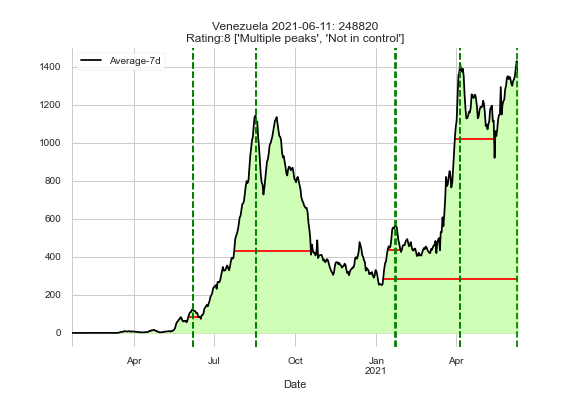 Venezuela 2021-06-11: 248820
Rating:8 ['Multiple peaks', 'Not in control']
Average-7d
1400
1200
1000
800
600
400
200
0
Apr
Jul
Oct
Jan
2021
Apr
Date